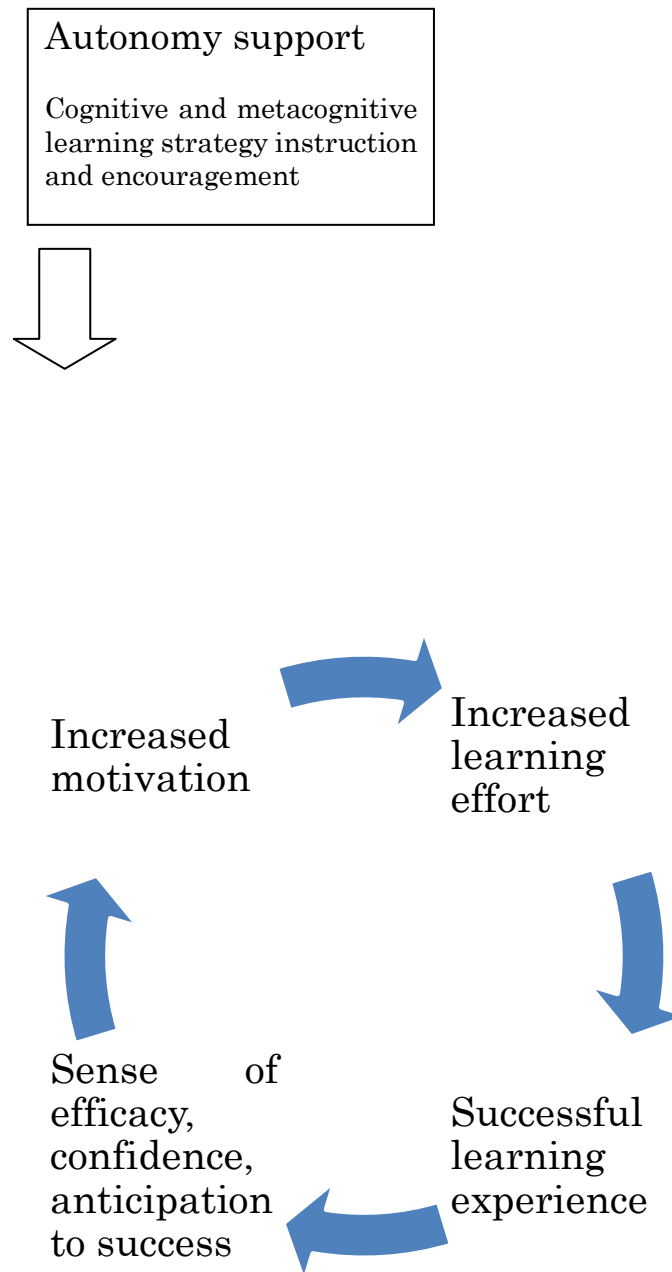 Autonomy support
Cognitive and metacognitive
learning strategy instruction
and encouragement
Increased
motivation
Increased
learning
effort
Successful
learning
experience
Sense of
efficacy,
confidence,
anticipation
to success